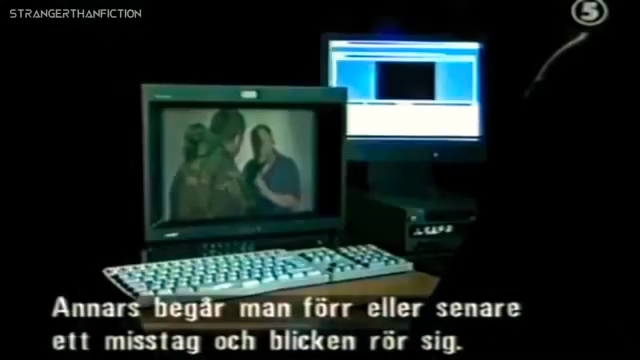 STRANGERTHANFICTION
5
Annars begår man förr eller senare
ett misstag och blicken rör sig.